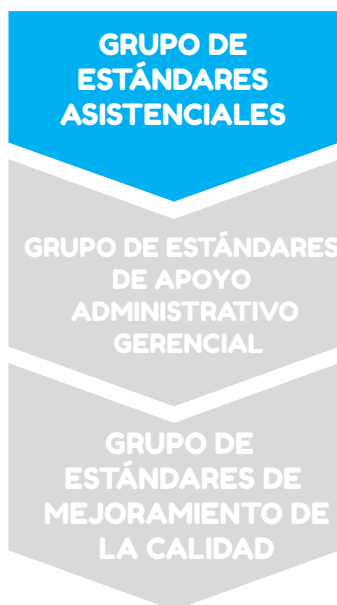 GRUPO DE
ESTÁNDARES
ASISTENCIALES
GRUPO DE ESTÁNDARES
DE APOYO
ADMINISTRATIVO
GERENCIAL
GRUPO DE
ESTÁNDARES DE
MEJORAMIENTO DE
LA CALIDAD